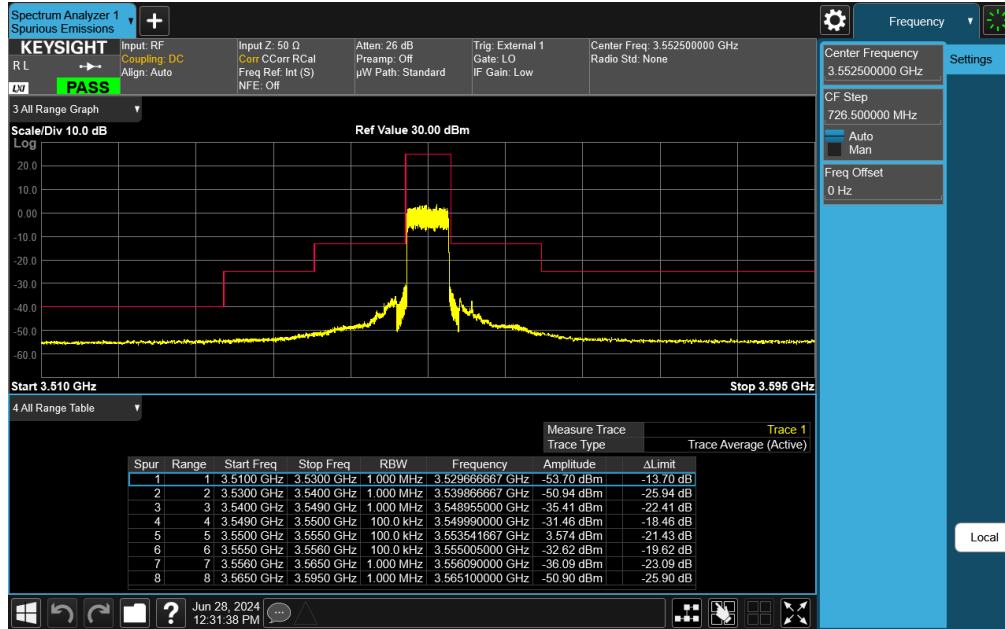 Spectrum Analyzer 1
Spurious Emissions
Frequency
KEYSIGHT
R L
LXI
PASS
Input: RF
Coupling: DC
Align: Auto
Input Z: 50 Ω
Corr CCorr RCal
Freq Ref: Int (S)
NFE: Off
Atten: 26 dB
Preamp: Off
µW Path: Standard
Trig: External 1
Gate: LO
IF Gain: Low
Center Freq: 3.552500000 GHz
Radio Std: None
Center Frequency
3.552500000 GHz
Settings
CF Step
726.500000 MHz
Auto
Man
Freq Offset
0 Hz
Local
3 All Range Graph
Scale/Div 10.0 dB
Ref Value 30.00 dBm
Log
20.0
10.0
0.00
-10.0
-20.0
-30.0
-40.0
-50.0
-60.0
Start 3.510 GHz
Stop 3.595 GHz
4 All Range Table
Measure Trace Trace 1
Trace Type Trace Average (Active)
Spur Range Start Freq Stop Freq RBW Frequency Amplitude ΔLimit
1 1 3.5100 GHz 3.5300 GHz 1.000 MHz 3.529666667 GHz -53.70 dBm -13.70 dB
2 2 3.5300 GHz 3.5400 GHz 1.000 MHz 3.539866667 GHz -50.94 dBm -25.94 dB
3 3 3.5400 GHz 3.5490 GHz 1.000 MHz 3.548955000 GHz -35.41 dBm -22.41 dB
4 4 3.5490 GHz 3.5500 GHz 100.0 kHz 3.549990000 GHz -31.46 dBm -18.46 dB
5 5 3.5500 GHz 3.5550 GHz 100.0 kHz 3.553541667 GHz 3.574 dBm -21.43 dB
6 6 3.5550 GHz 3.5560 GHz 100.0 kHz 3.555005000 GHz -32.62 dBm -19.62 dB
7 7 3.5560 GHz 3.5650 GHz 1.000 MHz 3.556090000 GHz -36.09 dBm -23.09 dB
8 8 3.5650 GHz 3.5950 GHz 1.000 MHz 3.565100000 GHz -50.90 dBm -25.90 dB
?
Jun 28, 2024
12:31:38 PM